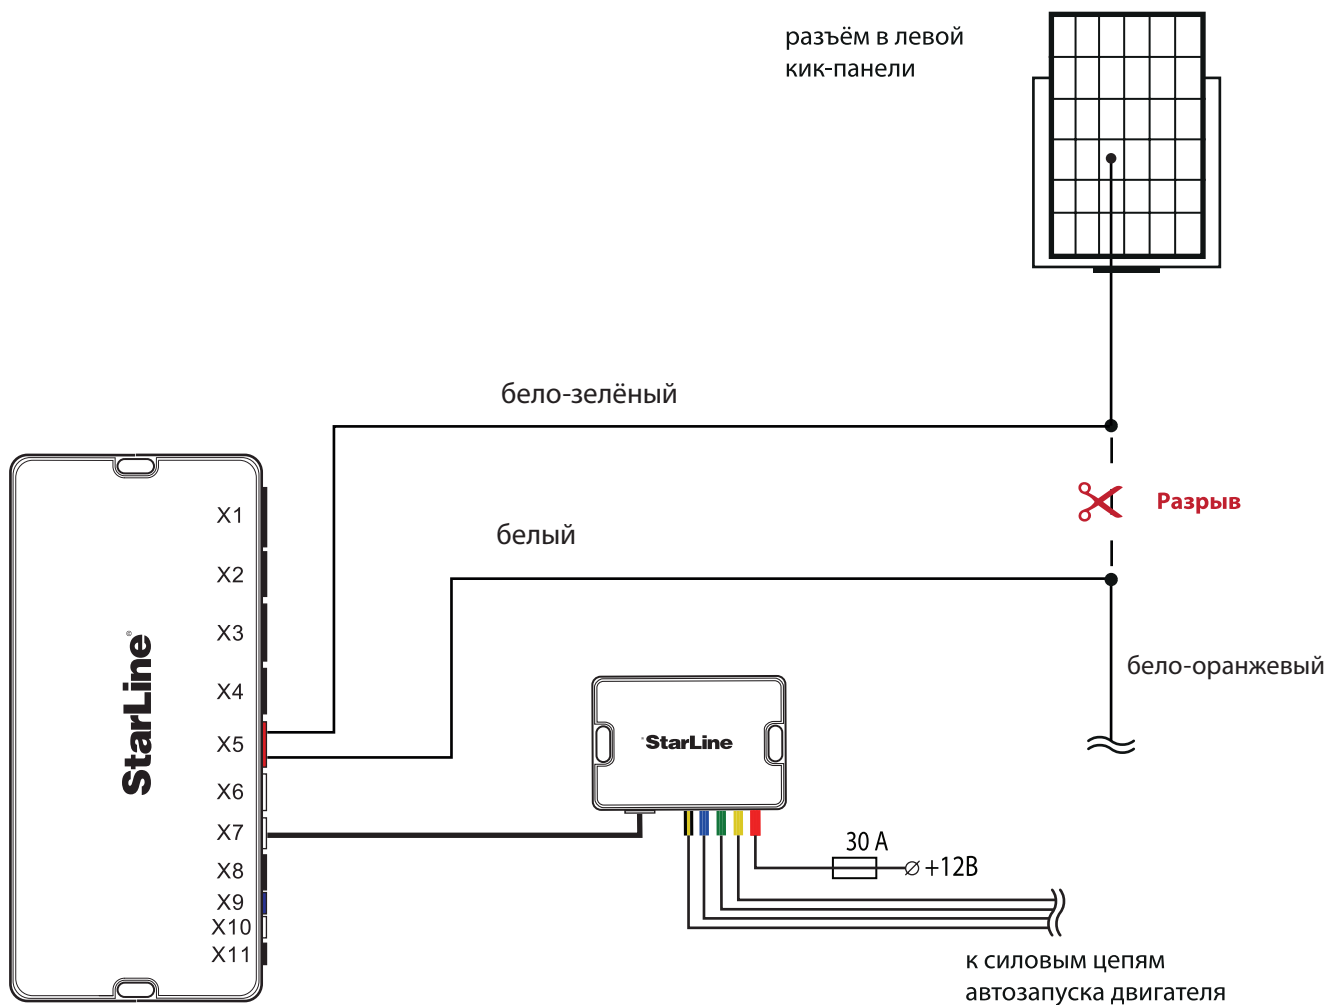 разъём в левой
кик-панели
бело-зелёный
Разрыв
белый
бело-оранжевый
X1
X2
X3
X4
X5
X6
X7
X8
X9
X10
X11
StarLine®
StarLine
30 А
+12В
к силовым цепям
автозапуска двигателя